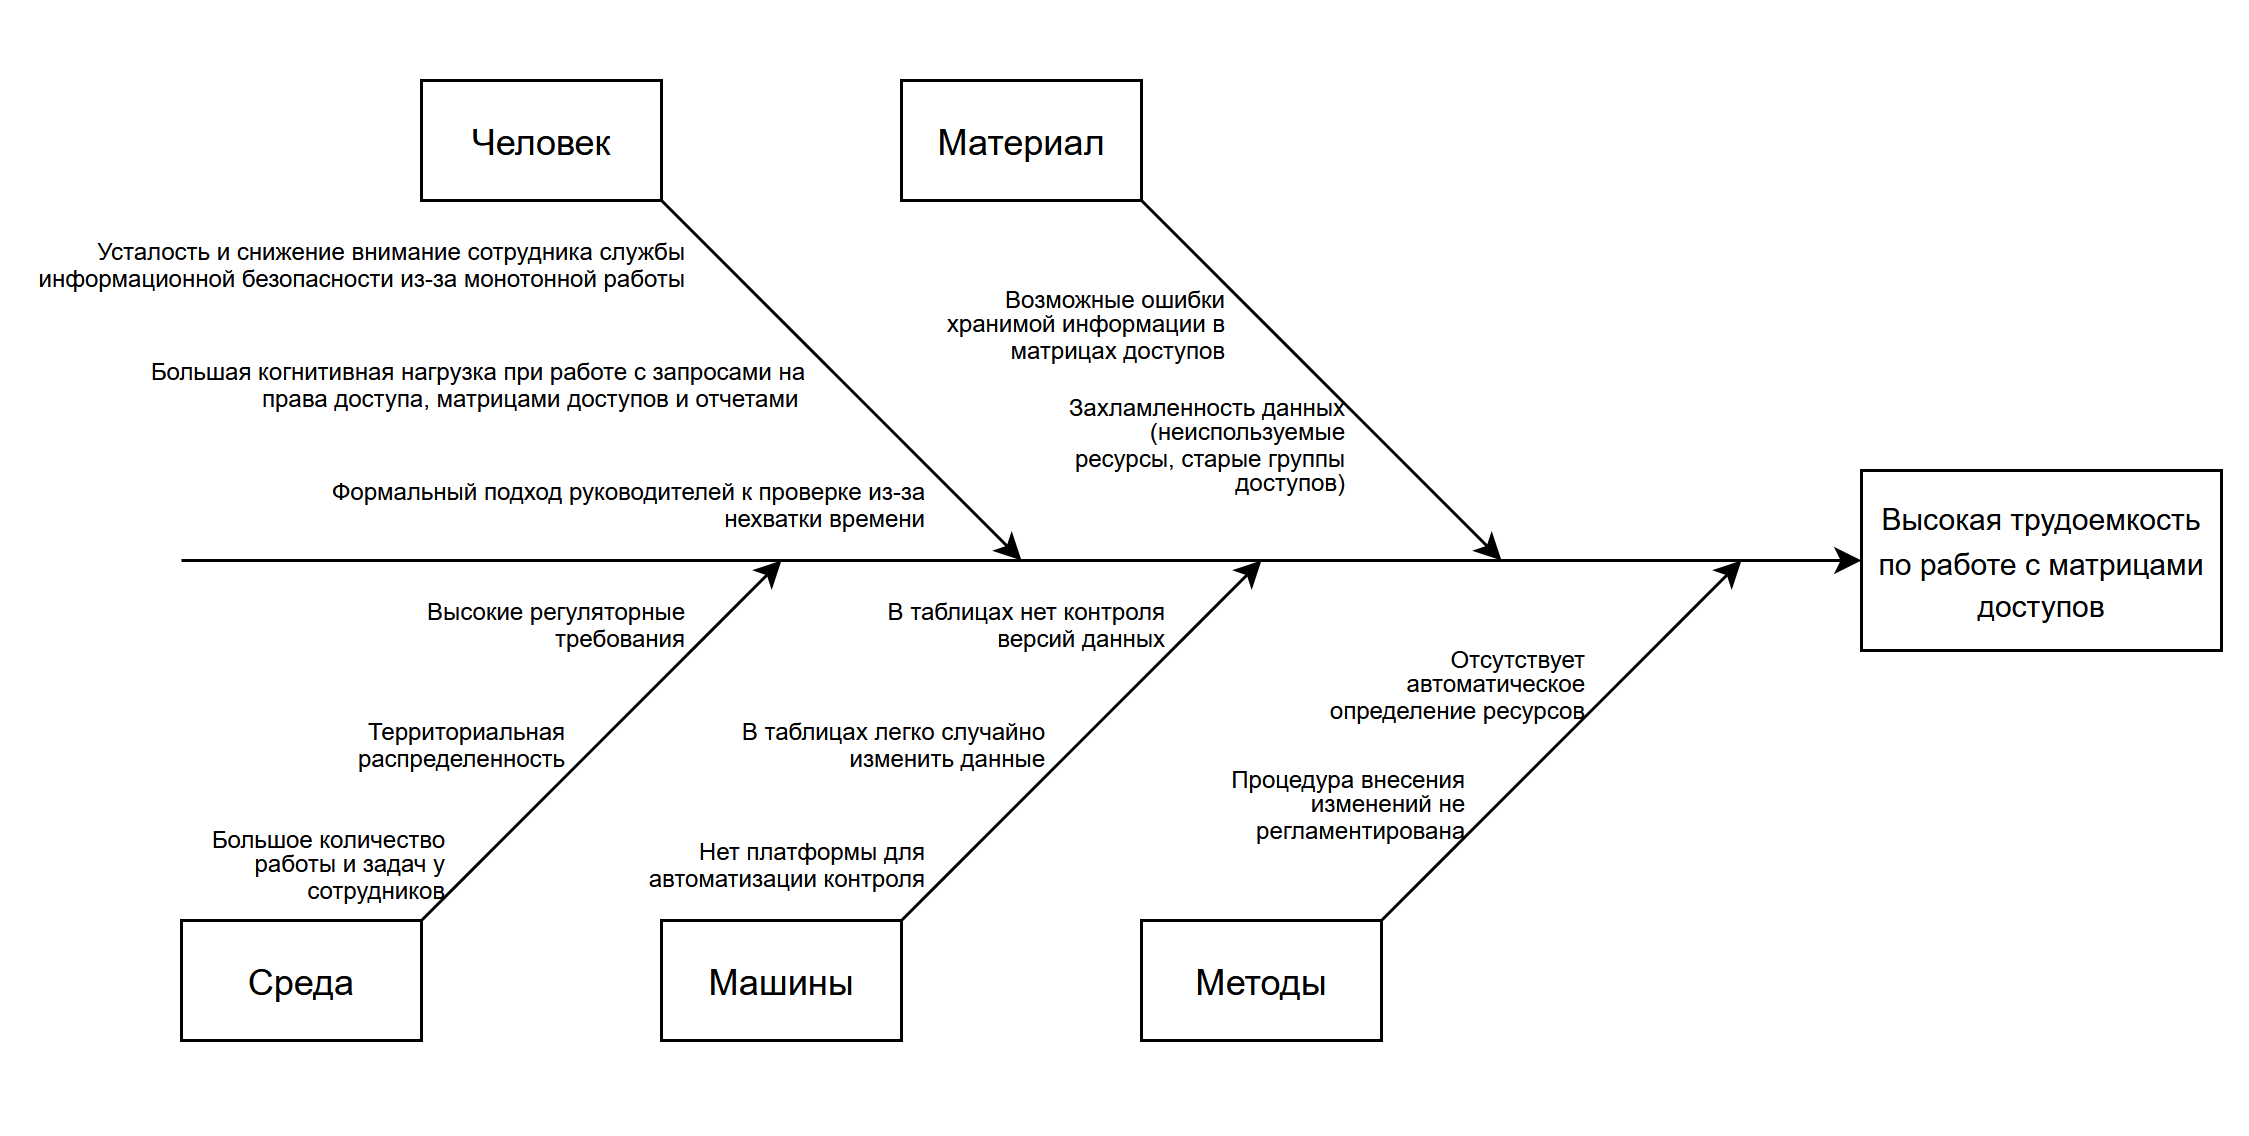 Человек
Материал
Усталость и снижение внимание сотрудника службы
информационной безопасности из-за монотонной работы
Большая когнитивная нагрузка при работе с запросами на
права доступа, матрицами доступов и отчетами
Формальный подход руководителей к проверке из-за
нехватки времени
Возможные ошибки
хранимой информации в
матрицах доступов
Захламленность данных
(неиспользуемые
ресурсы, старые группы
доступов)
Высокая трудоемкость
по работе с матрицами
доступов
Высокие регуляторные
требования
Территориальная
распределенность
Большое количество
работы и задач у
сотрудников
В таблицах нет контроля
версий данных
В таблицах легко случайно
изменить данные
Нет платформы для
автоматизации контроля
Отсутствует
автоматическое
определение ресурсов
Процедура внесения
изменений не
регламентирована
Среда
Машины
Методы